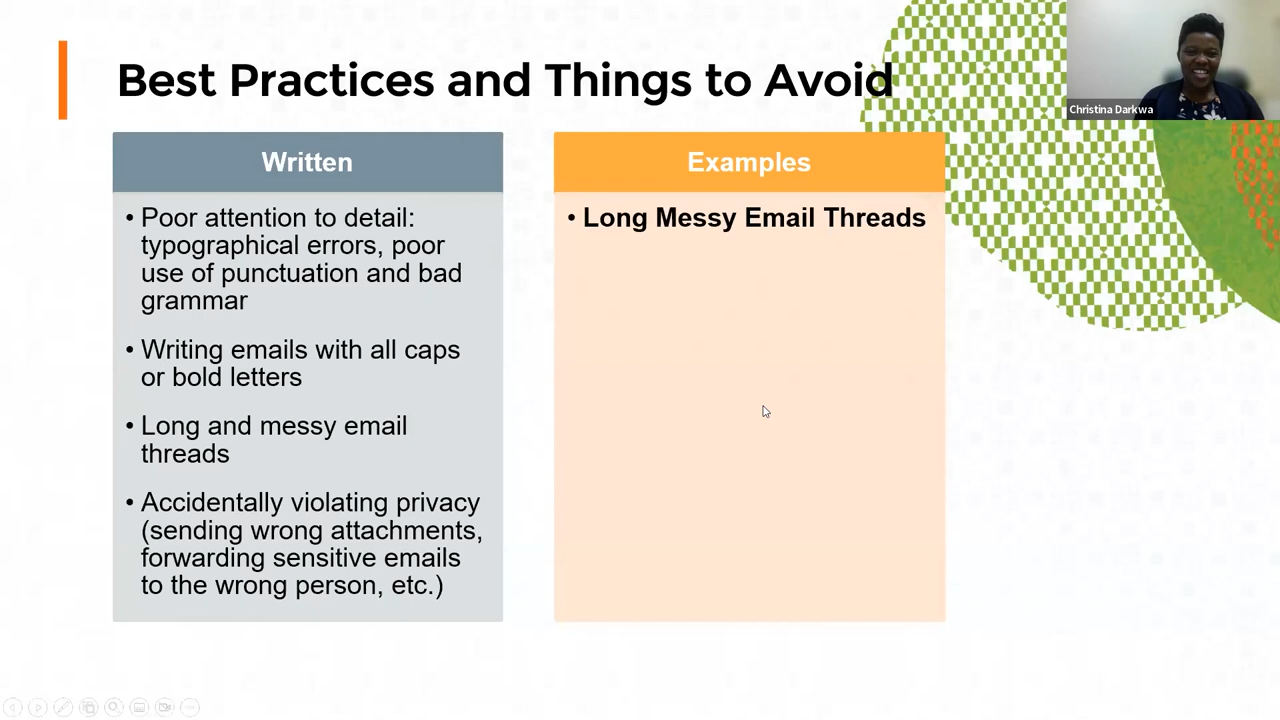 Best Practices and Things to Avoid
Christina Darkwa
Written
• Poor attention to detail:
typographical errors, poor
use of punctuation and bad
grammar
• Writing emails with all caps
or bold letters
• Long and messy email
threads
• Accidentally violating privacy
(sending wrong attachments,
forwarding sensitive emails
to the wrong person, etc.)
Examples
• Long Messy Email Threads